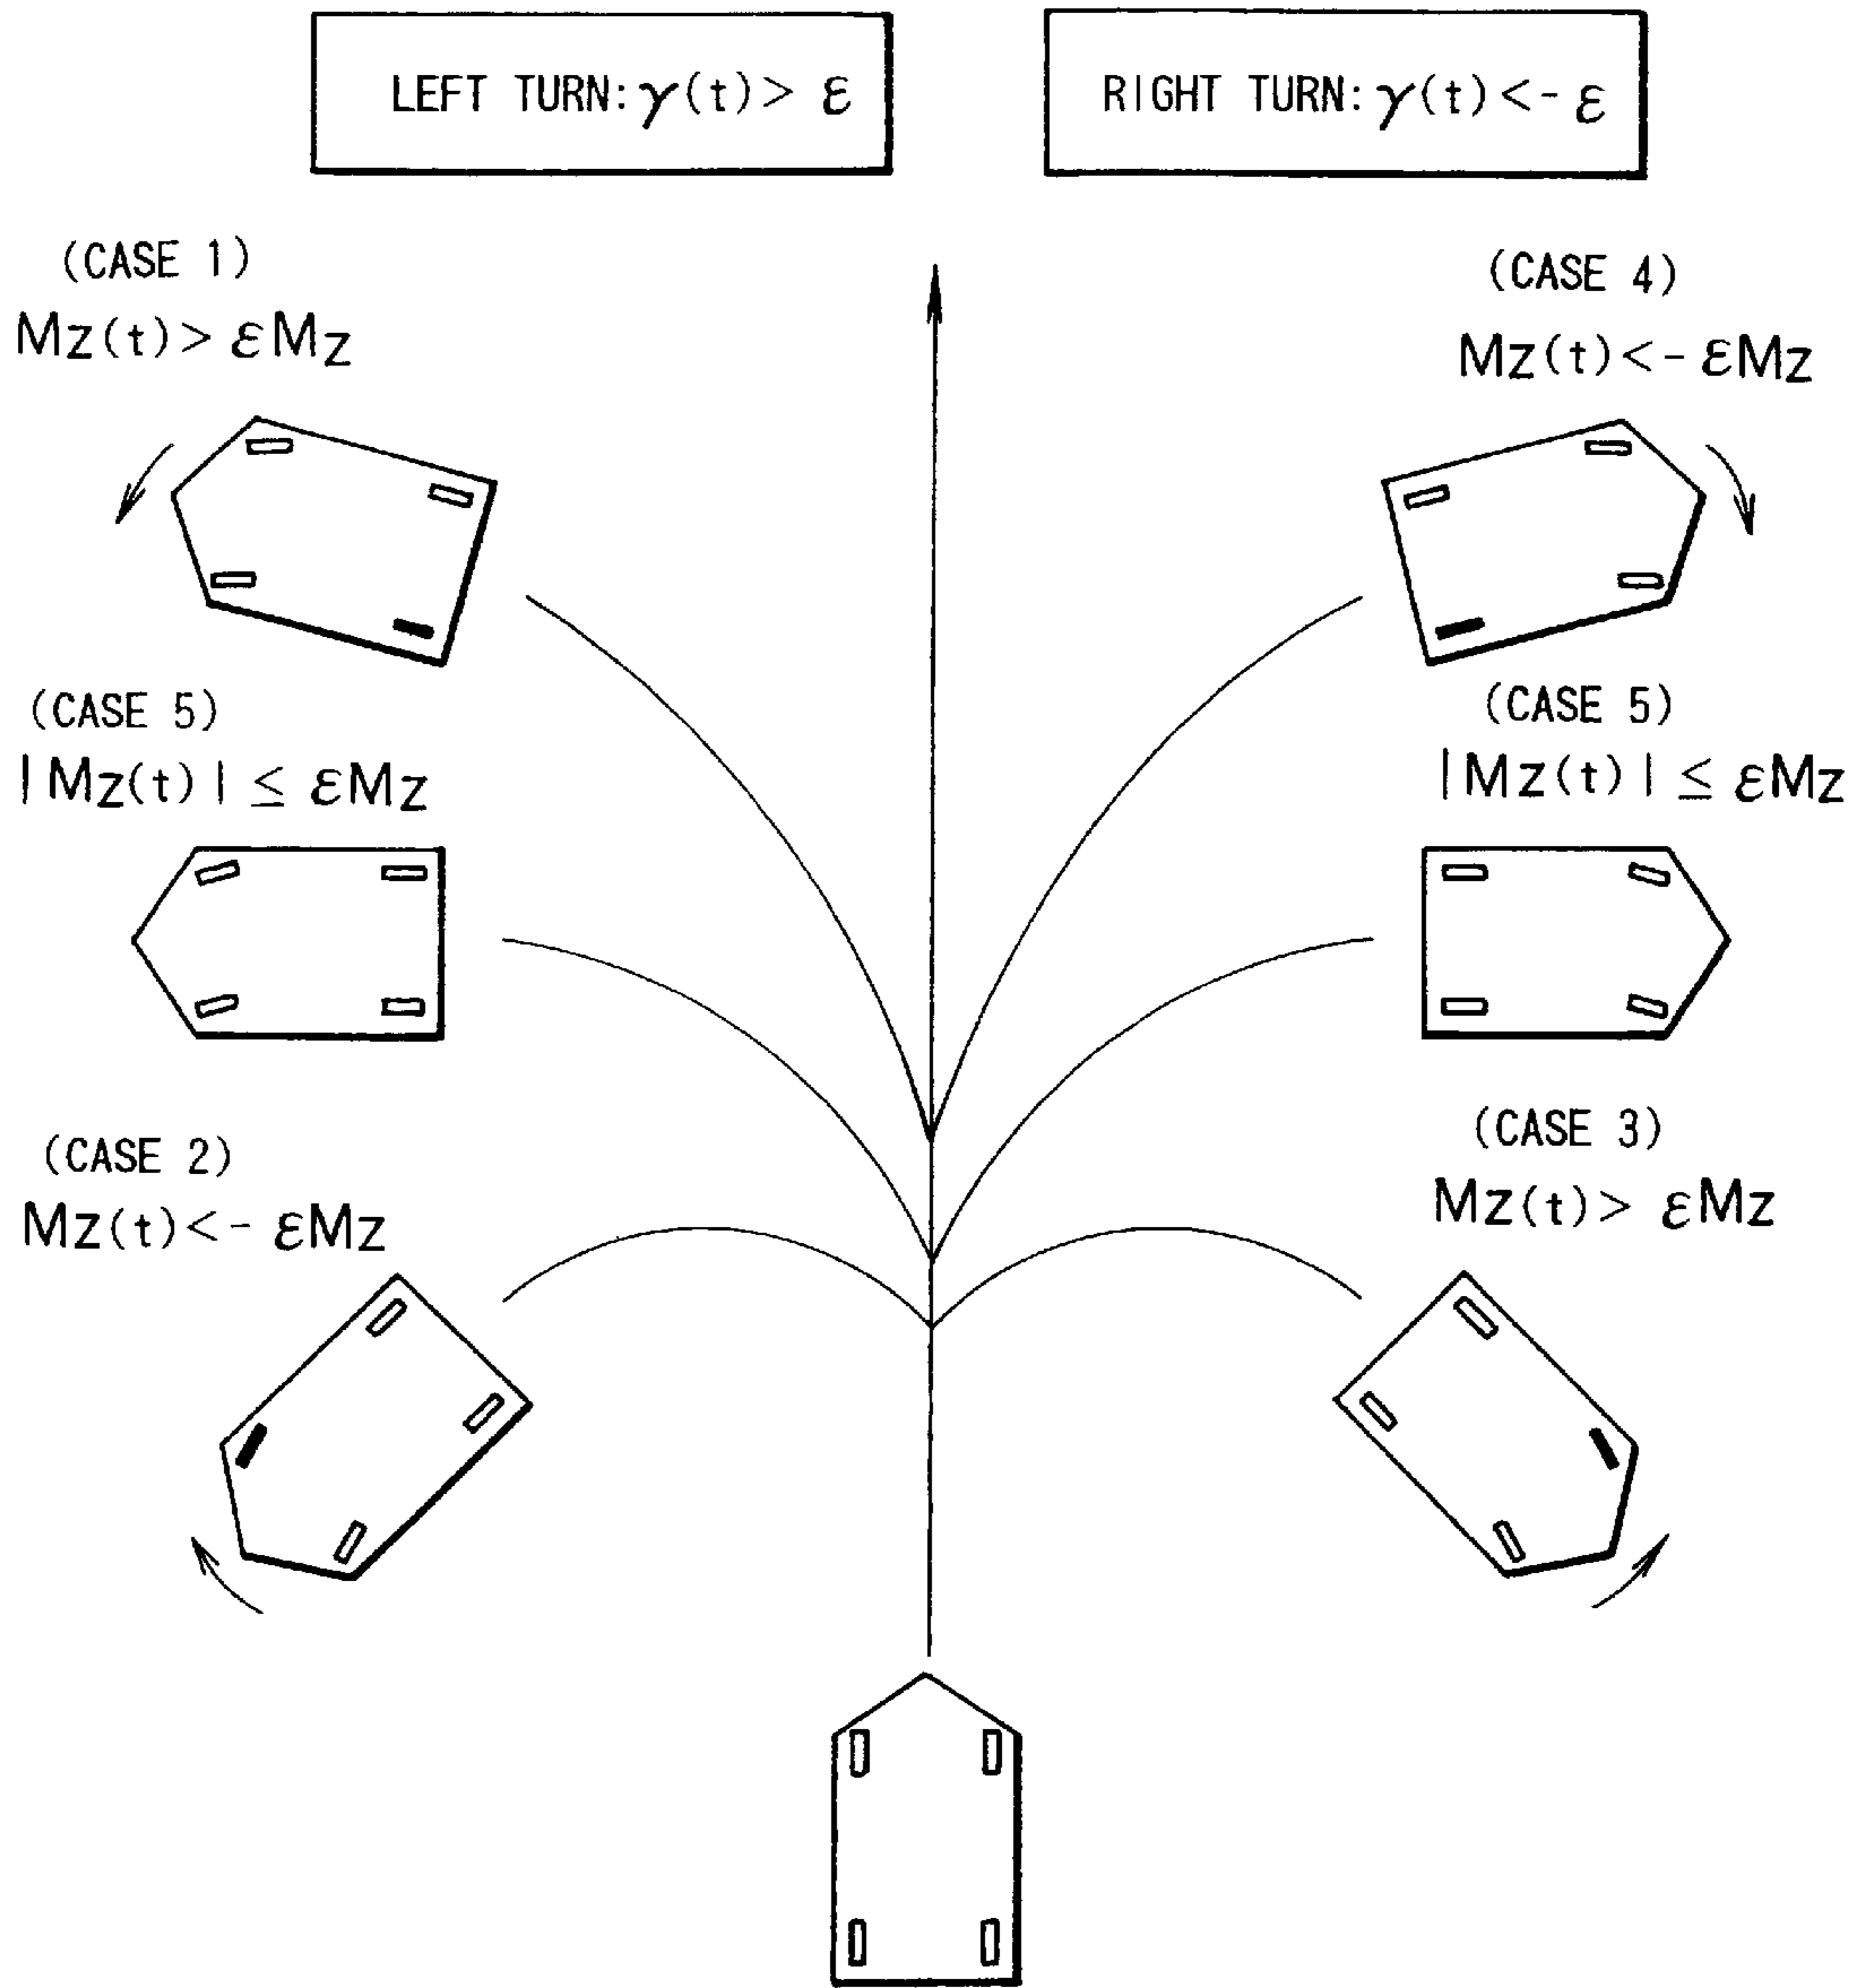 LEFT TURN: γ(t) > ε
RIGHT TURN: γ(t) <- ε
(CASE 1)
Mz(t) > εMz
(CASE 4)
Mz(t) <- εMz
(CASE 5)
|Mz(t)| ≤ εMz
(CASE 5)
|Mz(t)| ≤ εMz
(CASE 2)
Mz(t) <- εMz
(CASE 3)
Mz(t) > εMz